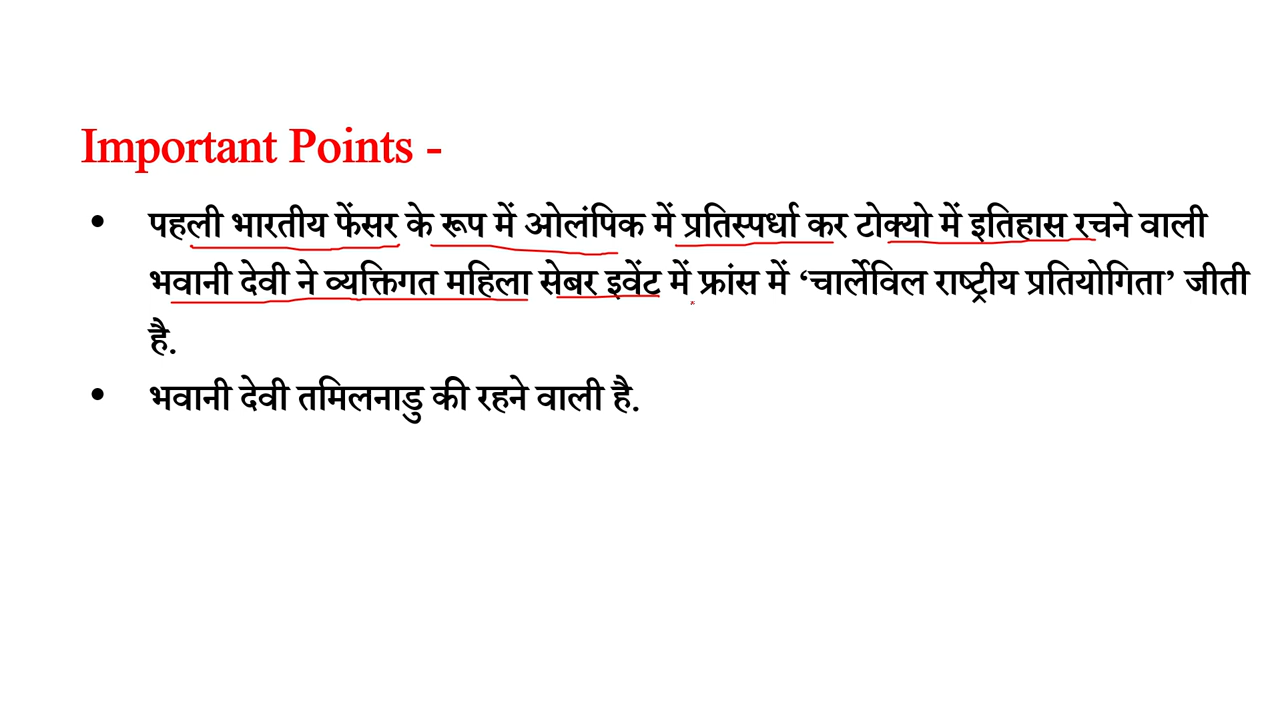 Important Points -
• पहली भारतीय फेंसर के रूप में ओलंपिक में प्रतिस्पर्धा कर टोक्यो में इतिहास रचने वाली
भवानी देवी ने व्यक्तिगत महिला सेबर इवेंट में फ्रांस में ‘चार्लेविल राष्ट्रीय प्रतियोगिता’ जीती
है.
• भवानी देवी तमिलनाडु की रहने वाली है.